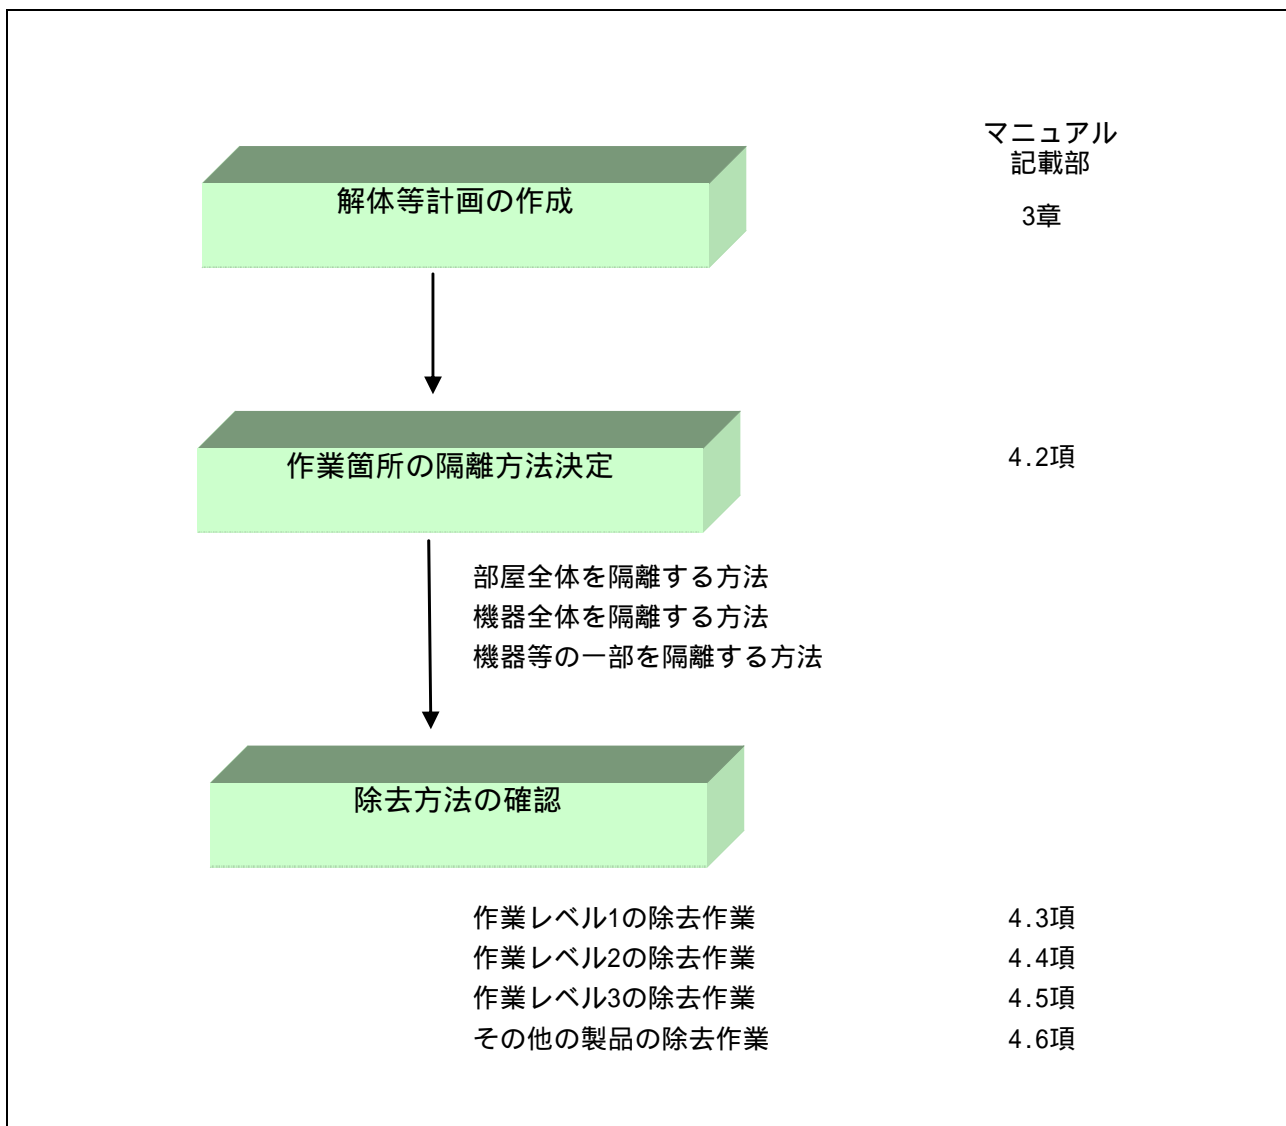 マニュアル
記載部
解体等計画の作成
3章
作業箇所の隔離方法決定
4.2項
部屋全体を隔離する方法
機器全体を隔離する方法
機器等の一部を隔離する方法
除去方法の確認
作業レベル1の除去作業
4.3項
作業レベル2の除去作業
4.4項
作業レベル3の除去作業
4.5項
その他の製品の除去作業
4.6項